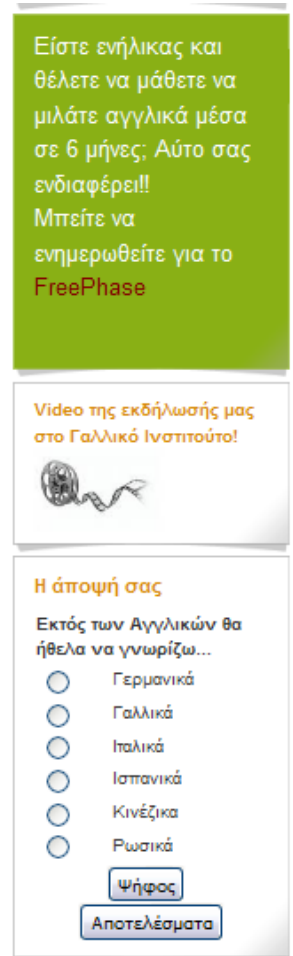 Είστε ενήλικας και
θέλετε να μάθετε να
μιλάτε αγγλικά μέσα
σε 6 μήνες; Αύτο σας
ενδιαφέρει!!
Μπείτε να
ενημερωθείτε για το
FreePhase
Video της εκδήλωσής μας
στο Γαλλικό Ινστιτούτο!
Η άποψή σας
Εκτός των Αγγλικών θα
ήθελα να γνωρίζω...
Γερμανικά
Γαλλικά
Ιταλικά
Ισπανικά
Κινέζικα
Ρωσικά
Ψήφος
Αποτελέσματα